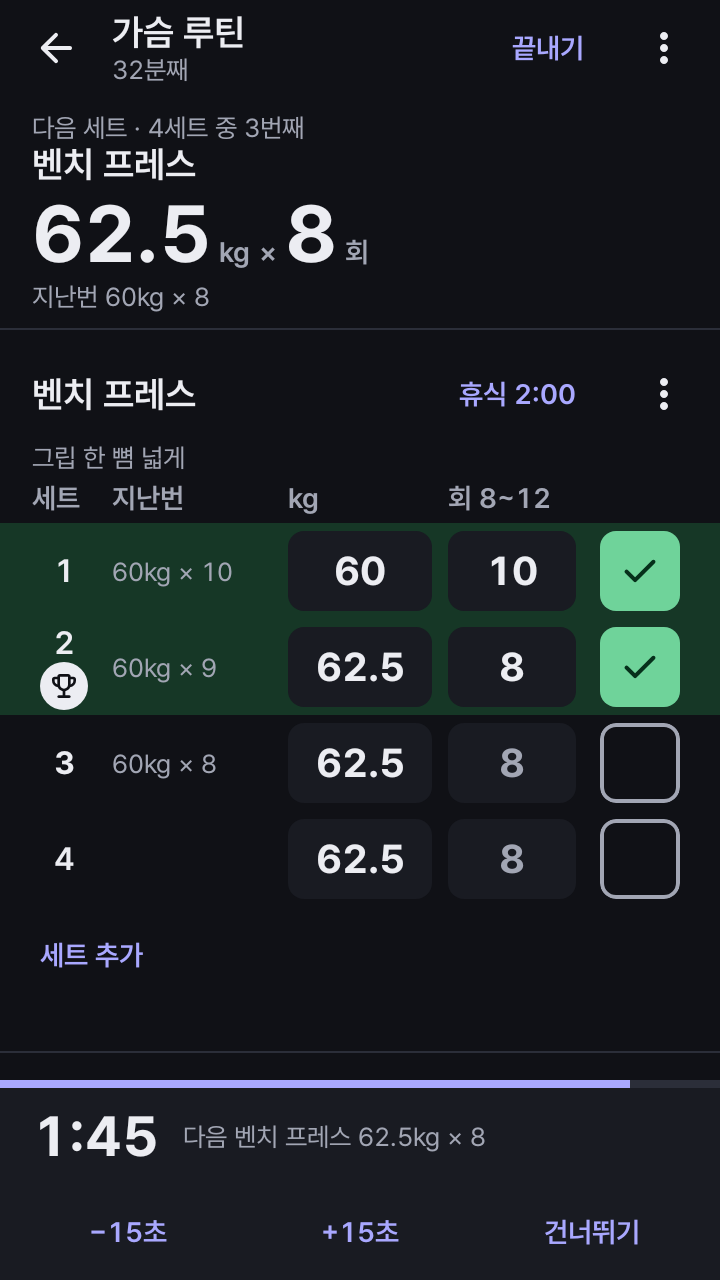 가슴 루틴
32분째
끝내기
다음 세트 · 4세트 중 3번째
벤치 프레스
62.5 kg × 8 회
지난번 60kg × 8
벤치 프레스
휴식 2:00
그립 한 뼘 넓게
세트 지난번 kg 회 8~12
1 60kg × 10 60 10
2 60kg × 9 62.5 8
3 60kg × 8 62.5 8
4 62.5 8
세트 추가
1:45 다음 벤치 프레스 62.5kg × 8
−15초 +15초 건너뛰기